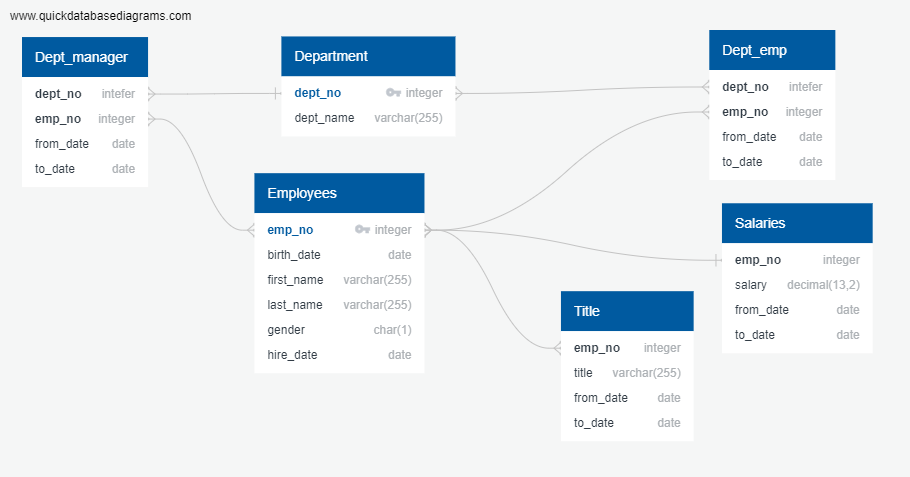 www.quickdatabasediagrams.com
Dept_manager
dept_no intefer
emp_no integer
from_date date
to_date date
Department
dept_no integer
dept_name varchar(255)
Dept_emp
dept_no intefer
emp_no integer
from_date date
to_date date
Employees
emp_no integer
birth_date date
first_name varchar(255)
last_name varchar(255)
gender char(1)
hire_date date
Salaries
emp_no integer
salary decimal(13,2)
from_date date
to_date date
Title
emp_no integer
title varchar(255)
from_date date
to_date date